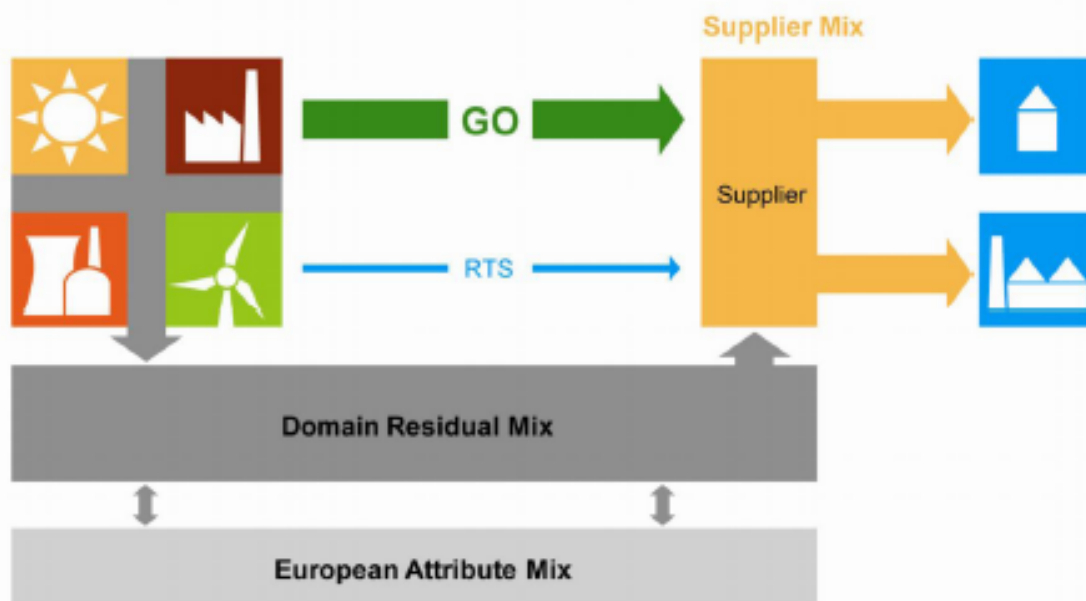 Supplier Mix
GO
Supplier
RTS
Domain Residual Mix
European Attribute Mix